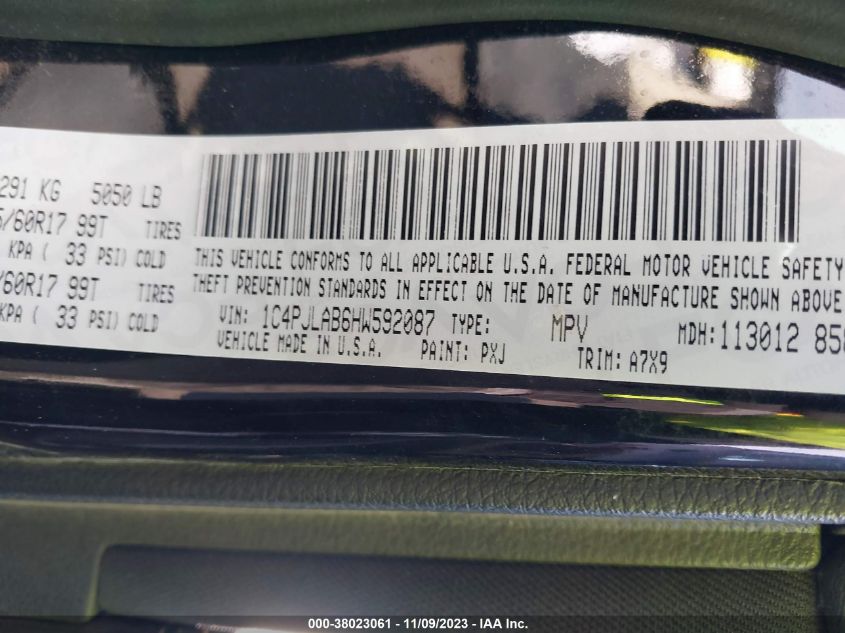 291 KG 5050 LB
/60R17 99T TIRES
KPA ( 33 PSI) COLD
/60R17 99T TIRES
KPA ( 33 PSI) COLD
THIS VEHICLE CONFORMS TO ALL APPLICABLE U.S.A. FEDERAL MOTOR VEHICLE SAFETY
THEFT PREVENTION STANDARDS IN EFFECT ON THE DATE OF MANUFACTURE SHOWN ABOVE
VIN: 1C4PJLAB6HW592087 TYPE: MPV MDH: 113012 85
VEHICLE MADE IN U.S.A. PAINT: PXJ TRIM: A7X9
000-38023061 - 11/09/2023 - IAA Inc.